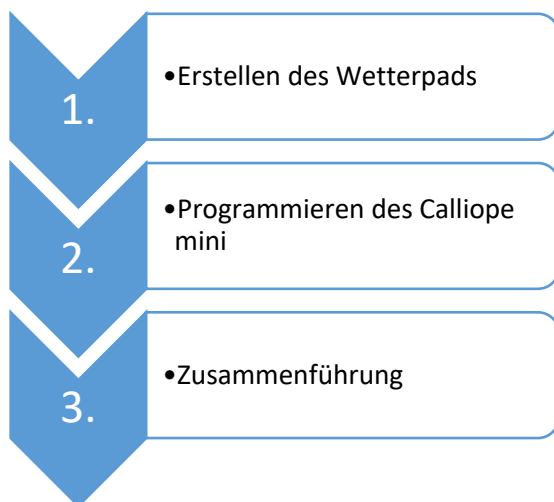 1.
•Erstellen des Wetterpads
2.
•Programmieren des Calliope
mini
3.
•Zusammenführung